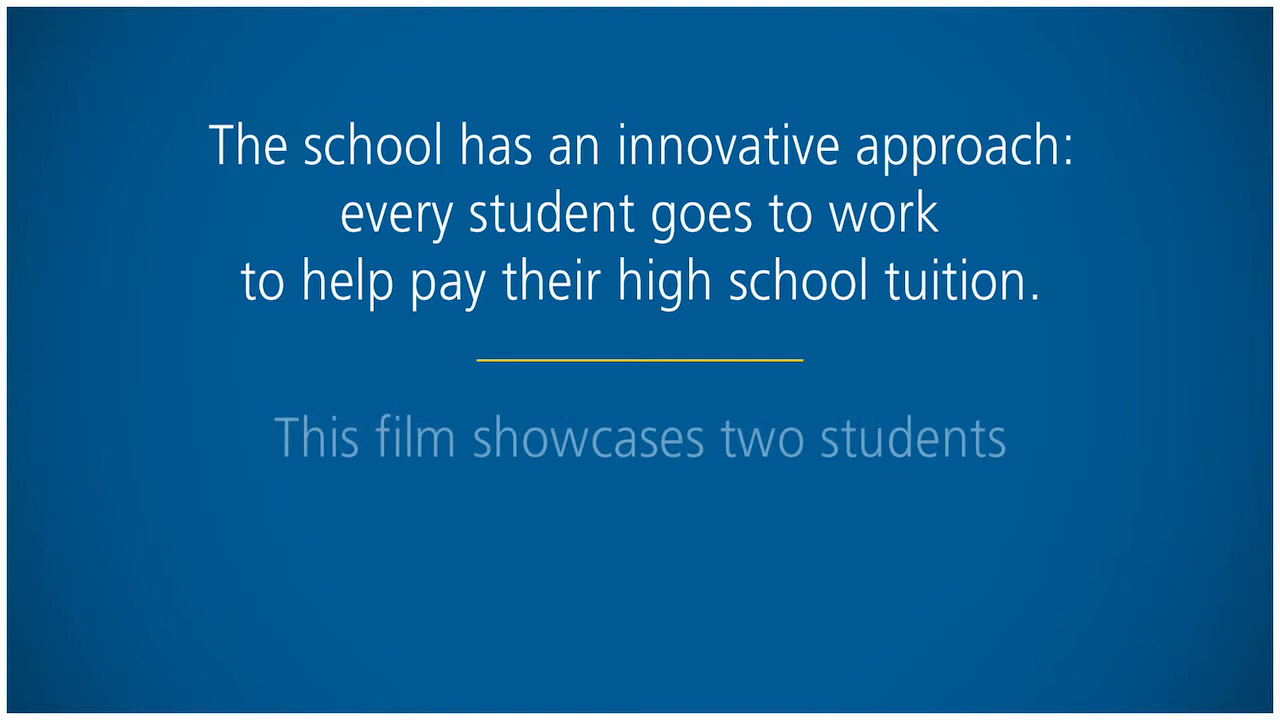 The school has an innovative approach:
every student goes to work
to help pay their high school tuition.
This film showcases two students